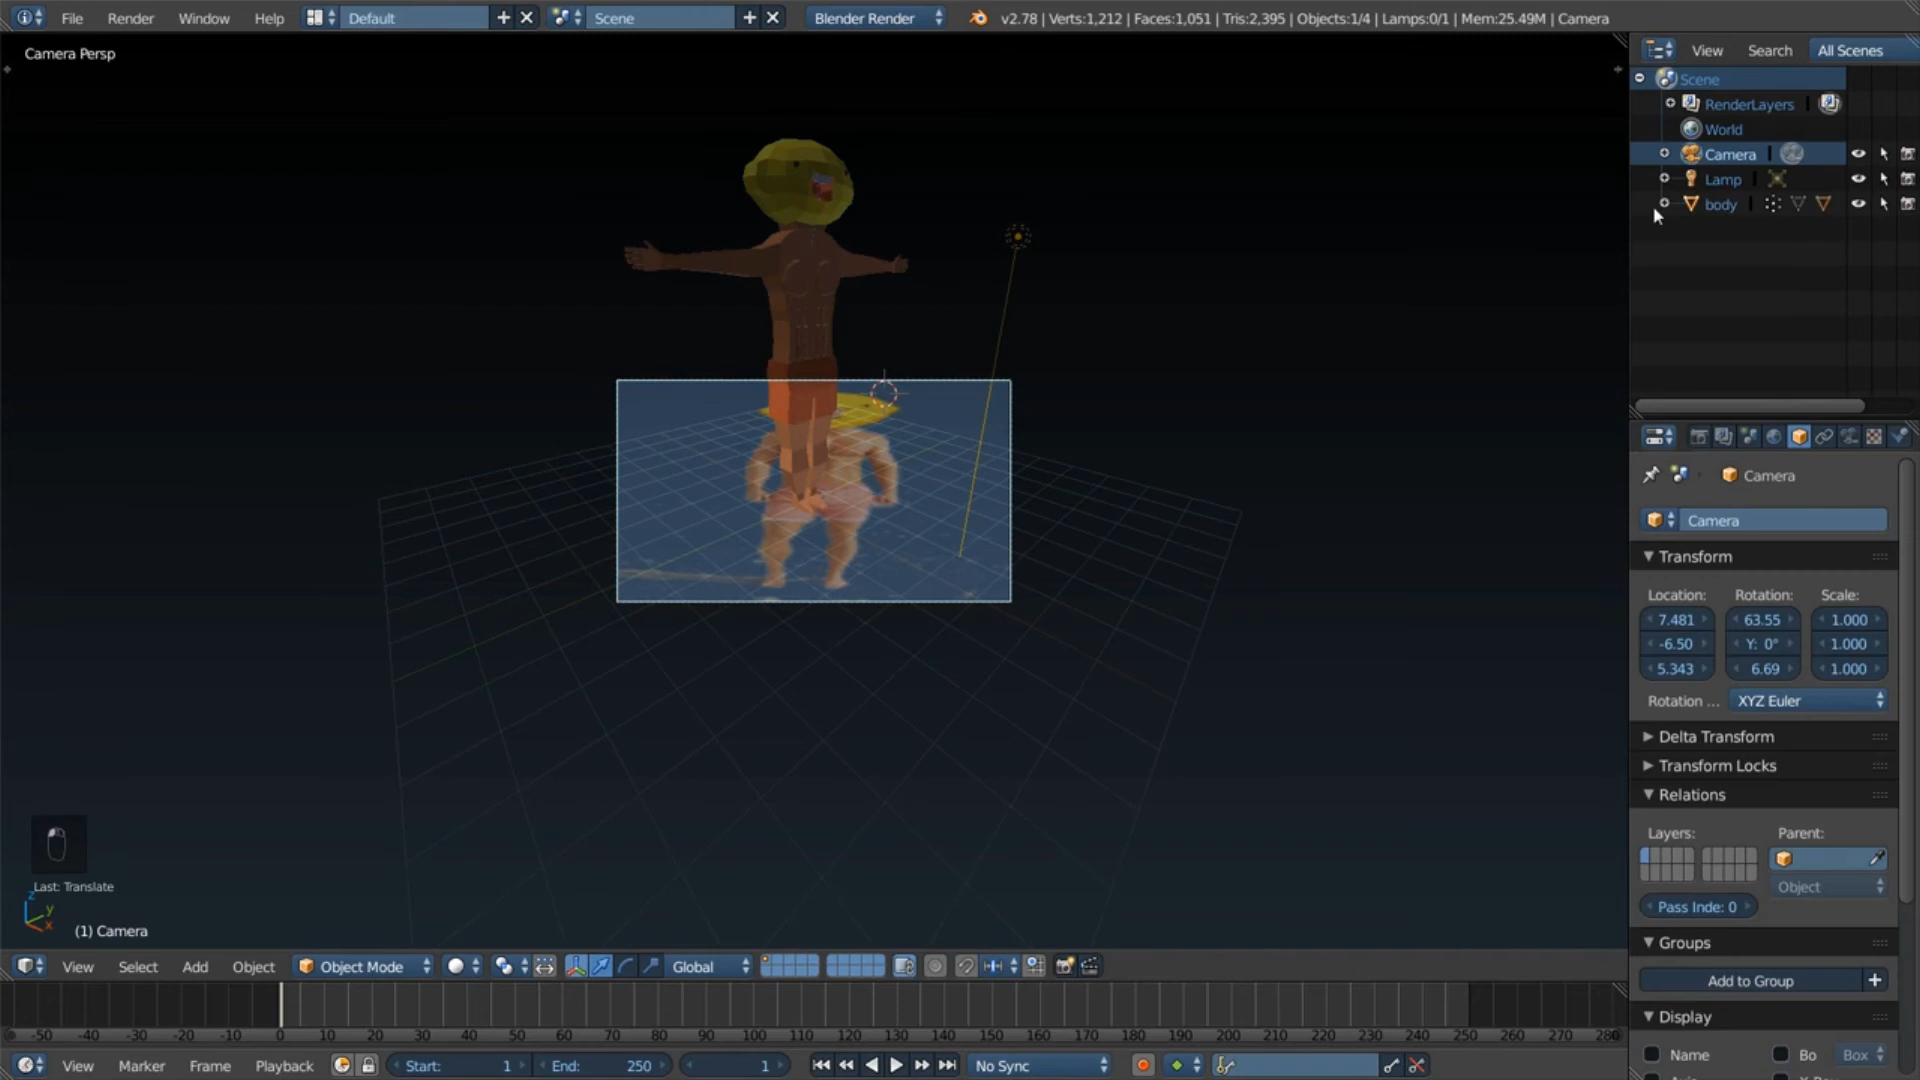 File Render Window Help Default Scene Blender Render v2.78 | Verts:1,212 | Faces:1,051 | Tris:2,395 | Objects:1/4 | Lamps:0/1 | Mem:25.49M | Camera
Camera Persp
View Search All Scenes
Scene
RenderLayers
World
Camera
Lamp
body
Camera
Camera
Transform
Location: Rotation: Scale:
7.481 63.55 1.000
-6.50 Y: 0° 1.000
5.343 6.69 1.000
Rotation ... XYZ Euler
Delta Transform
Transform Locks
Relations
Layers: Parent:
Object
Pass Inde: 0
Groups
Add to Group
Display
Name Bo Box
Last: Translate
z
y
x
(1) Camera
View Select Add Object Object Mode Global
-50 -40 -30 -20 -10 0 10 20 30 40 50 60 70 80 90 100 110 120 130 140 150 160 170 180 190 200 210 220 230 240 250 260 270 280
View Marker Frame Playback Start: 1 End: 250 1 No Sync